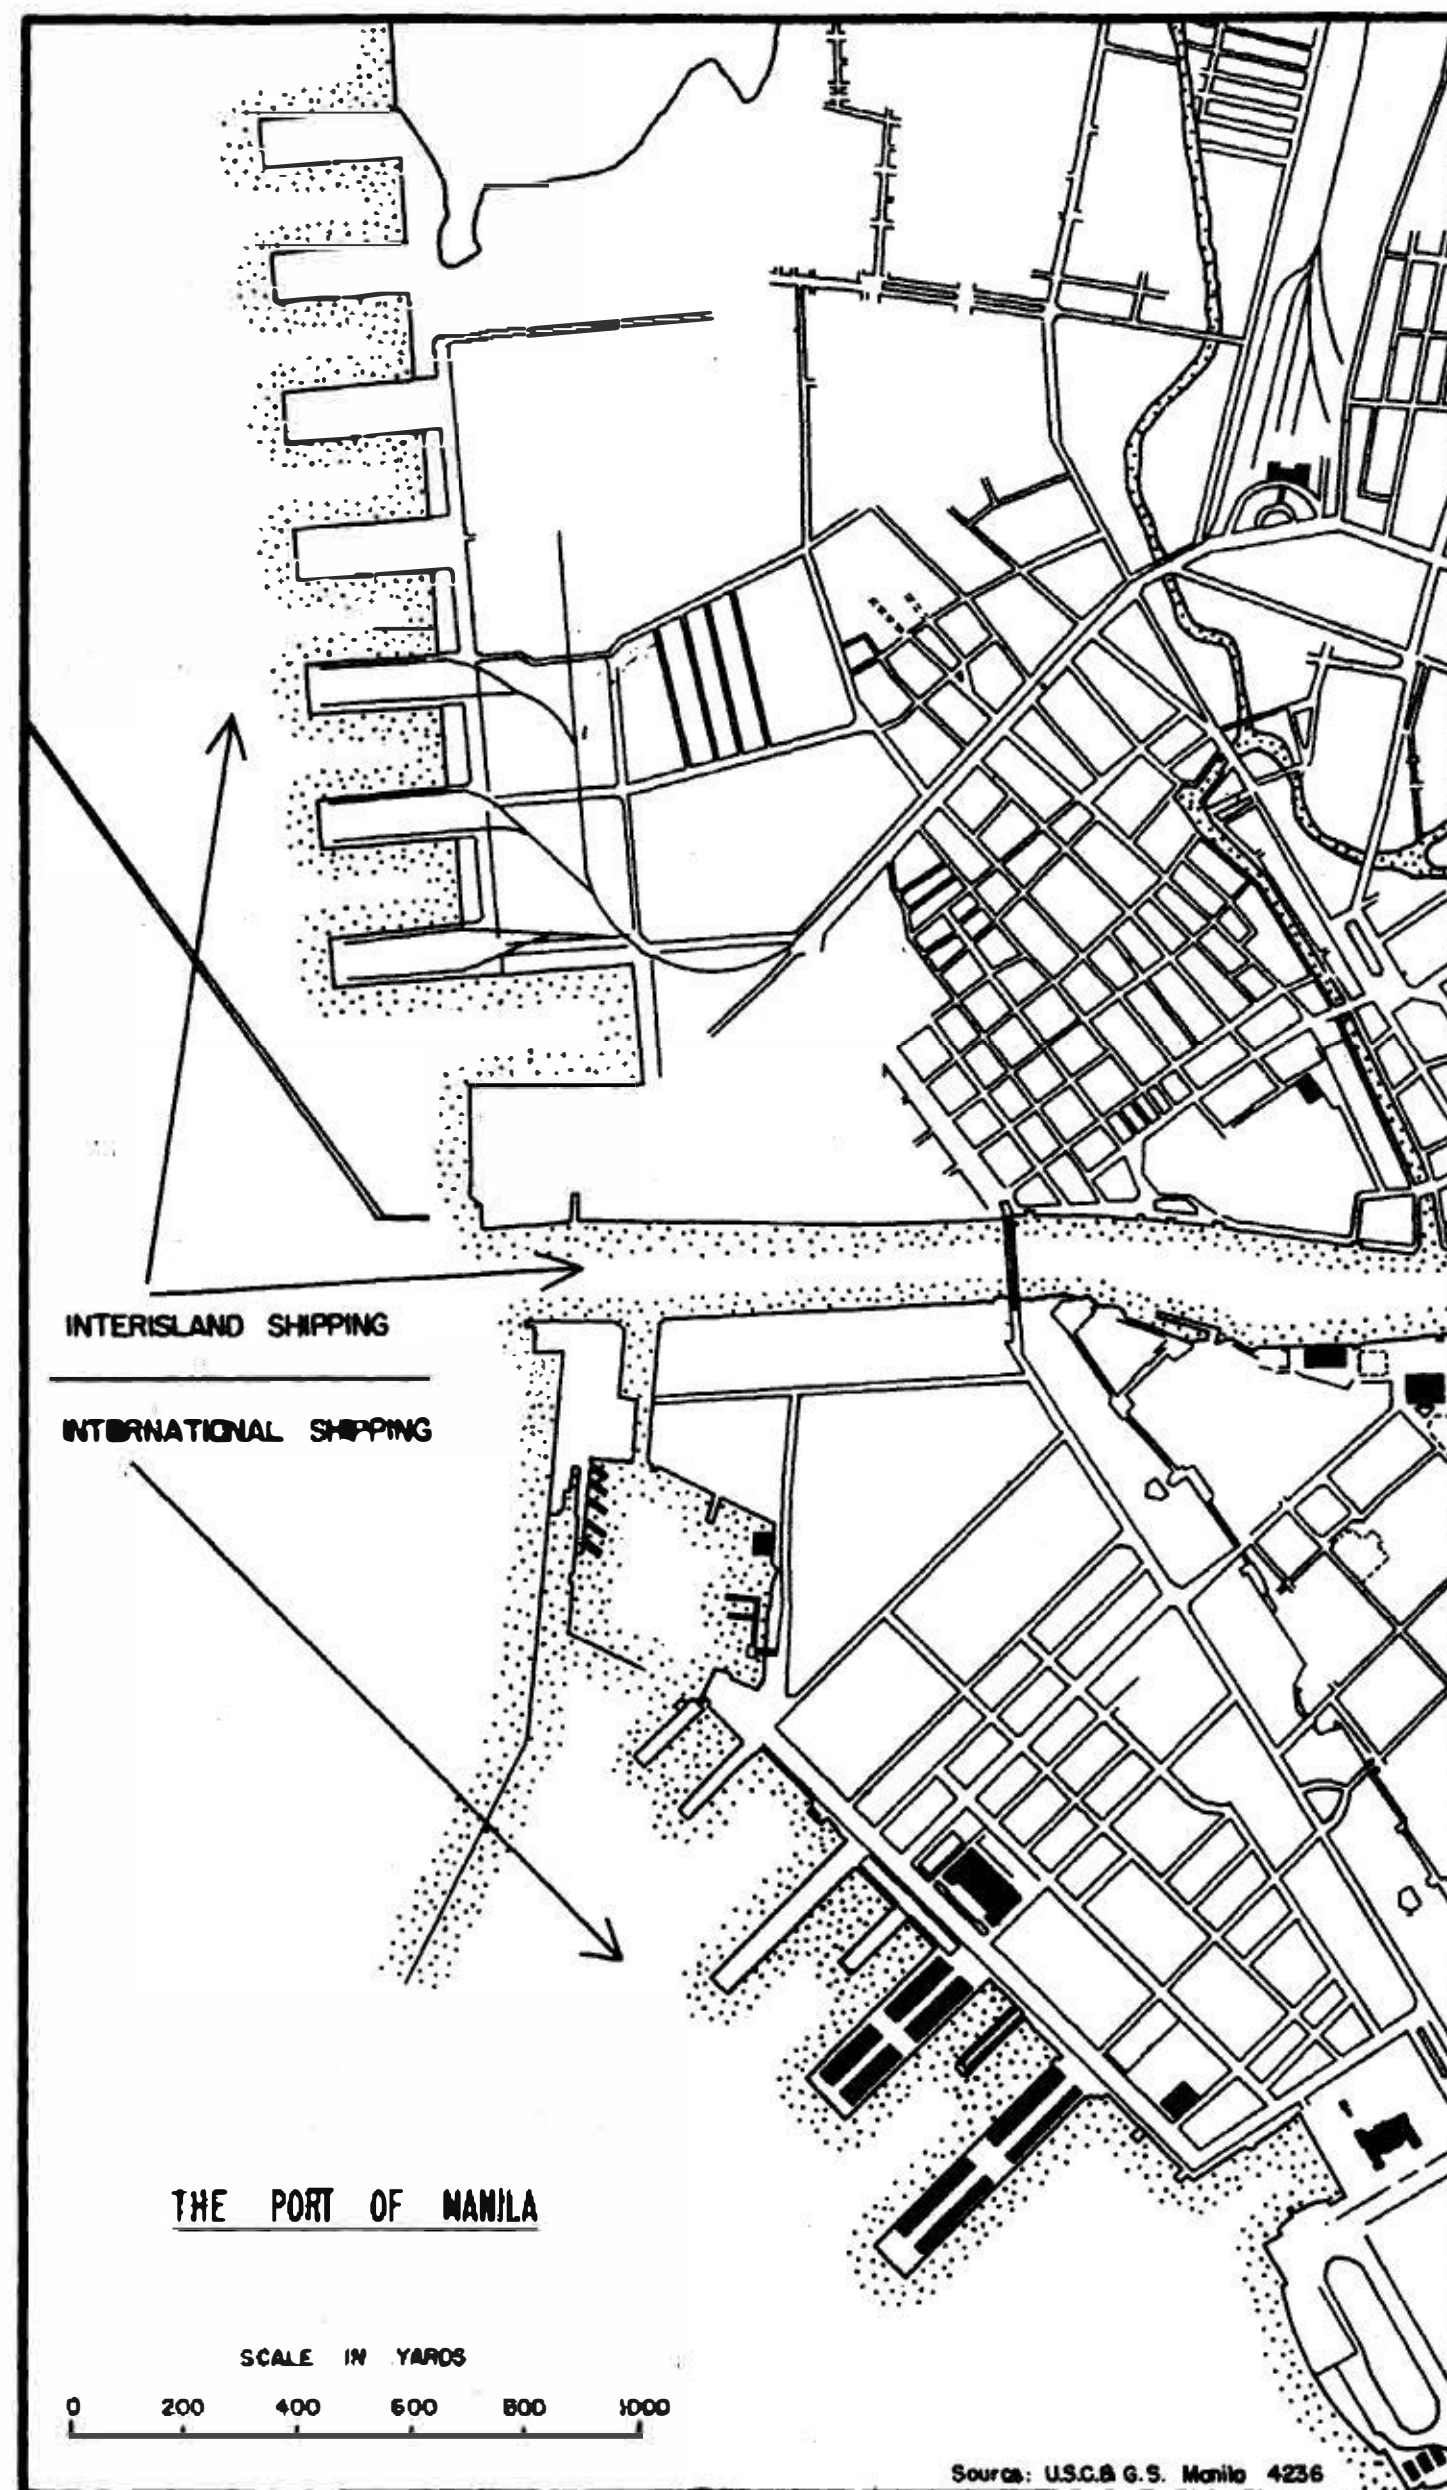 INTERISLAND SHIPPING
INTERNATIONAL SHIPPING
THE PORT OF MANILA
SCALE IN YARDS
0 200 400 600 800 1000
Source: U.S.C.& G.S. Manila 4236